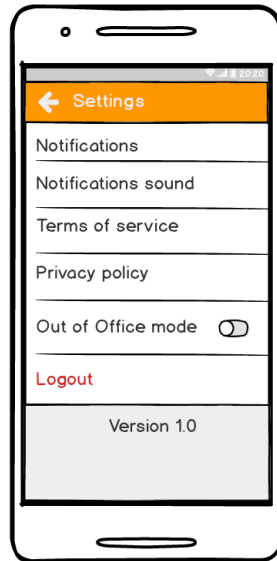 20:20
Settings
Notifications
Notifications sound
Terms of service
Privacy policy
Out of Office mode
Logout
Version 1.0